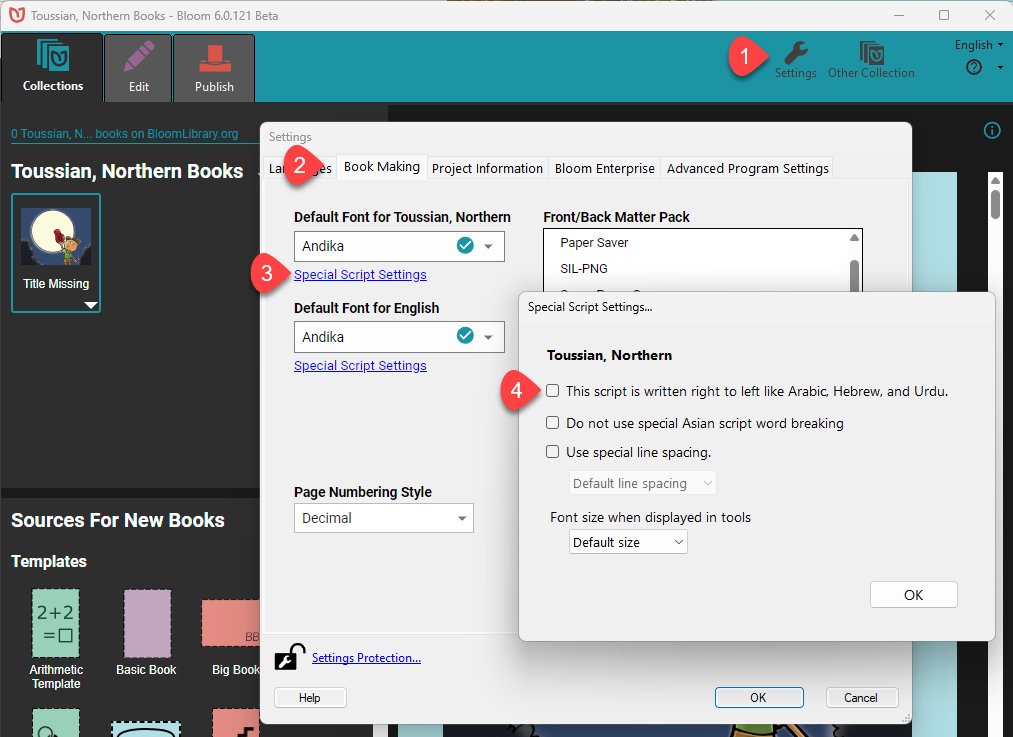 Toussian, Northern Books - Bloom 6.0.121 Beta
Collections
Edit
Publish
1
Settings
Other Collection
English
0 Toussian, N... books on BloomLibrary.org
Toussian, Northern Books
Title Missing
Sources For New Books
Templates
2+2
=
Arithmetic
Template
Basic Book
BB
Big Book
Settings
2
Book Making
Project Information
Bloom Enterprise
Advanced Program Settings
Default Font for Toussian, Northern
Andika
3
Special Script Settings
Default Font for English
Andika
Special Script Settings
Page Numbering Style
Decimal
Front/Back Matter Pack
Paper Saver
SIL-PNG
Special Script Settings...
Toussian, Northern
4
This script is written right to left like Arabic, Hebrew, and Urdu.
Do not use special Asian script word breaking
Use special line spacing.
Default line spacing
Font size when displayed in tools
Default size
OK
Settings Protection...
Help
OK
Cancel